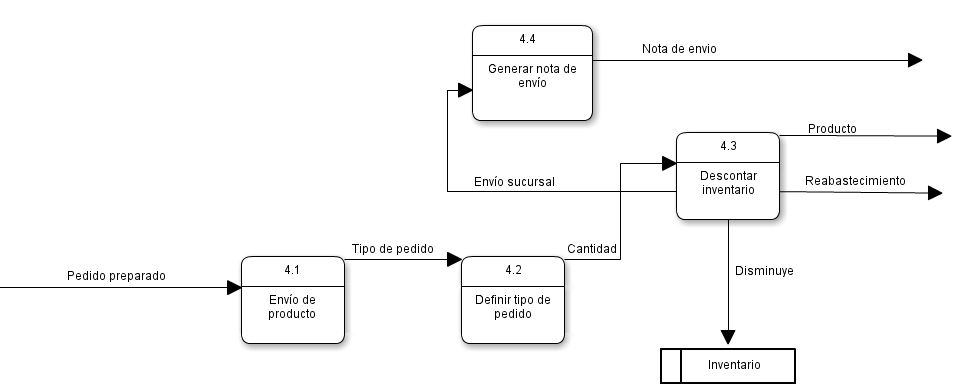 4.4
Nota de envio
Generar nota de
envío
Producto
4.3
Descontar
inventario
Reabastecimiento
Envío sucursal
Tipo de pedido
Cantidad
Pedido preparado
4.1
Envío de
producto
4.2
Definir tipo de
pedido
Disminuye
Inventario